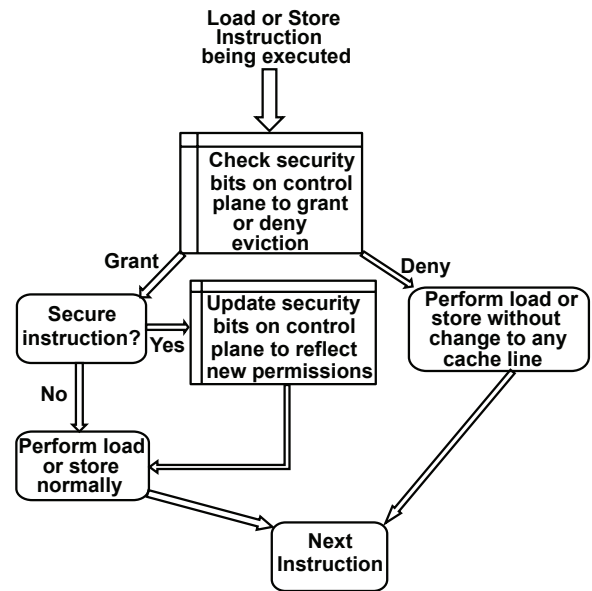 Load or Store
Instruction
being executed
Check security
bits on control
plane to grant
or deny
eviction
Grant
Deny
Secure
instruction?
Yes
Update security
bits on control
plane to reflect
new permissions
Perform load or
store without
change to any
cache line
No
Perform load
or store
normally
Next
Instruction